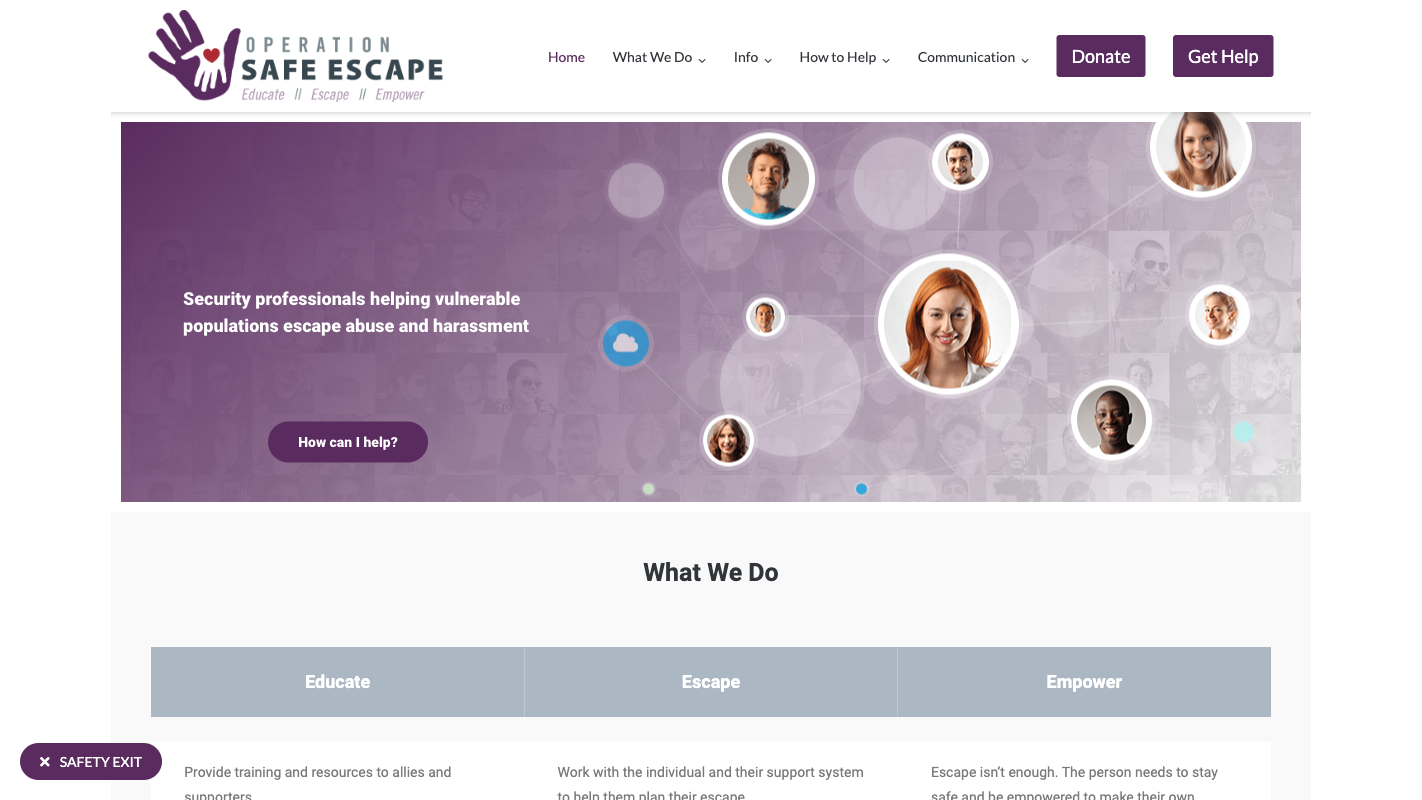 OPERATION
SAFE ESCAPE
Educate || Escape || Empower
Home What We Do Info How to Help Communication Donate Get Help
Security professionals helping vulnerable
populations escape abuse and harassment
How can I help?
What We Do
Educate Escape Empower
SAFETY EXIT
Provide training and resources to allies and
supporters
Work with the individual and their support system
to help them plan their escape
Escape isn’t enough. The person needs to stay
safe and be empowered to make their own